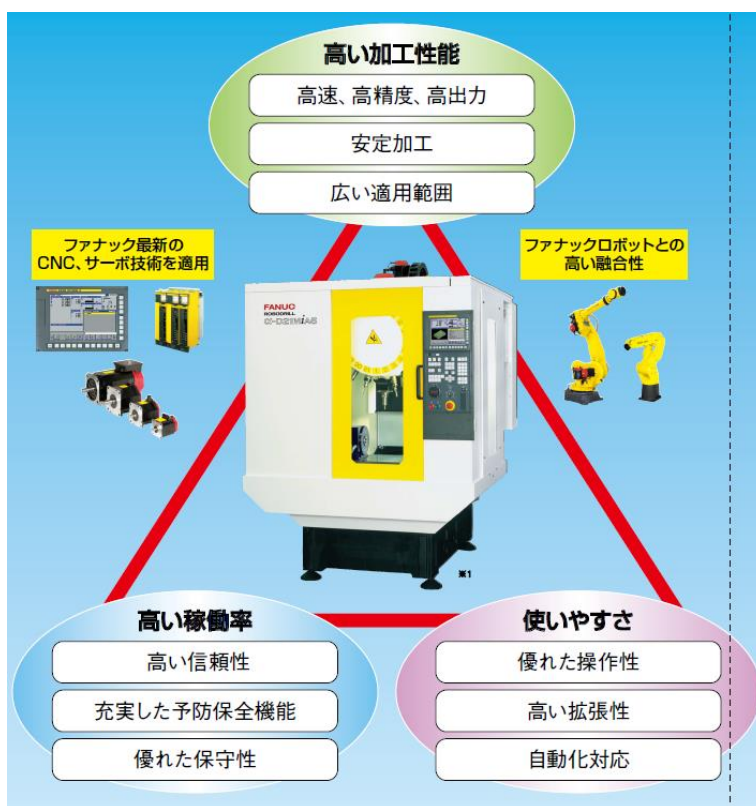 高い加工性能
高速、高精度、高出力
安定加工
広い適用範囲
ファナック最新の
CNC、サーボ技術を適用
ファナックロボットとの
高い融合性
FANUC
ROBODRILL
α-D21MiA5
※1
高い稼働率
高い信頼性
充実した予防保全機能
優れた保守性
使いやすさ
優れた操作性
高い拡張性
自動化対応